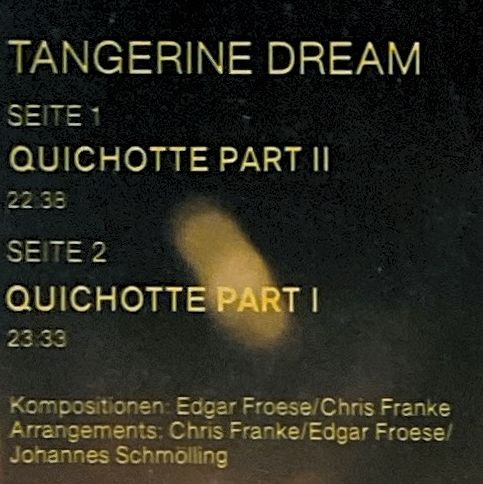 TANGERINE DREAM
SEITE 1
QUICHOTTE PART II
22:38
SEITE 2
QUICHOTTE PART I
23:33
Kompositionen: Edgar Froese/Chris Franke
Arrangements: Chris Franke/Edgar Froese/
Johannes Schmölling